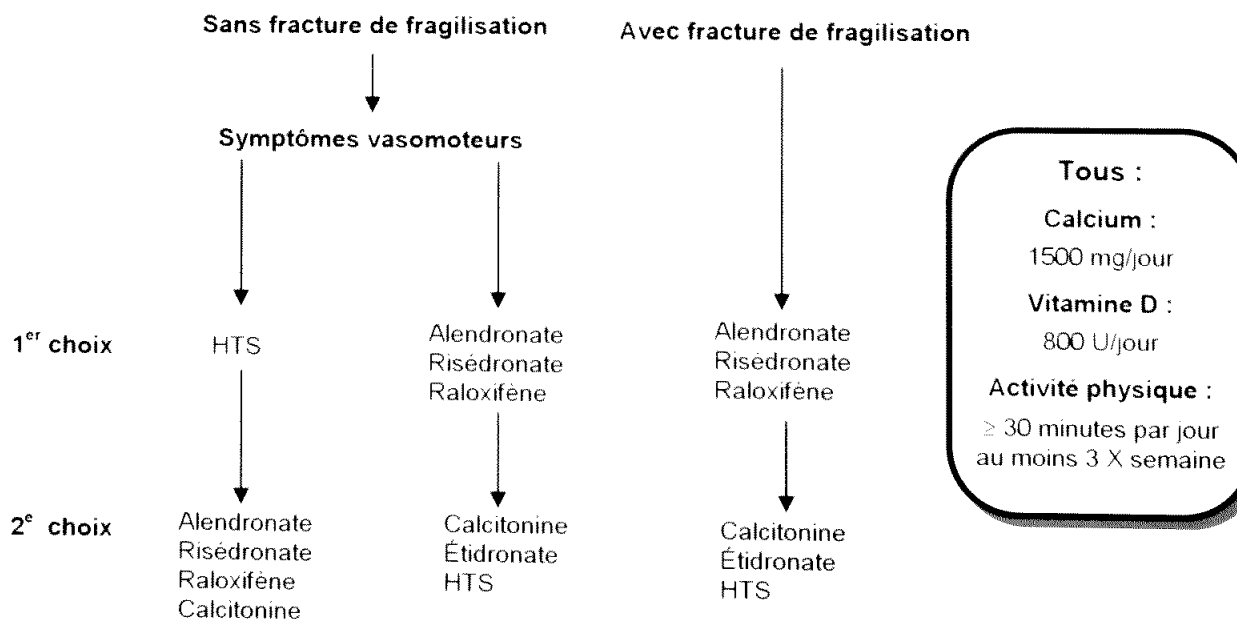 Sans fracture de fragilisation
Avec fracture de fragilisation
Symptômes vasomoteurs
1er choix
HTS
Alendronate
Risédronate
Raloxifène
Alendronate
Risédronate
Raloxifène
2e choix
Alendronate
Risédronate
Raloxifène
Calcitonine
Calcitonine
Étidronate
HTS
Calcitonine
Étidronate
HTS
Tous :
Calcium :
1500 mg/jour
Vitamine D :
800 U/jour
Activité physique :
≥ 30 minutes par jour
au moins 3 X semaine